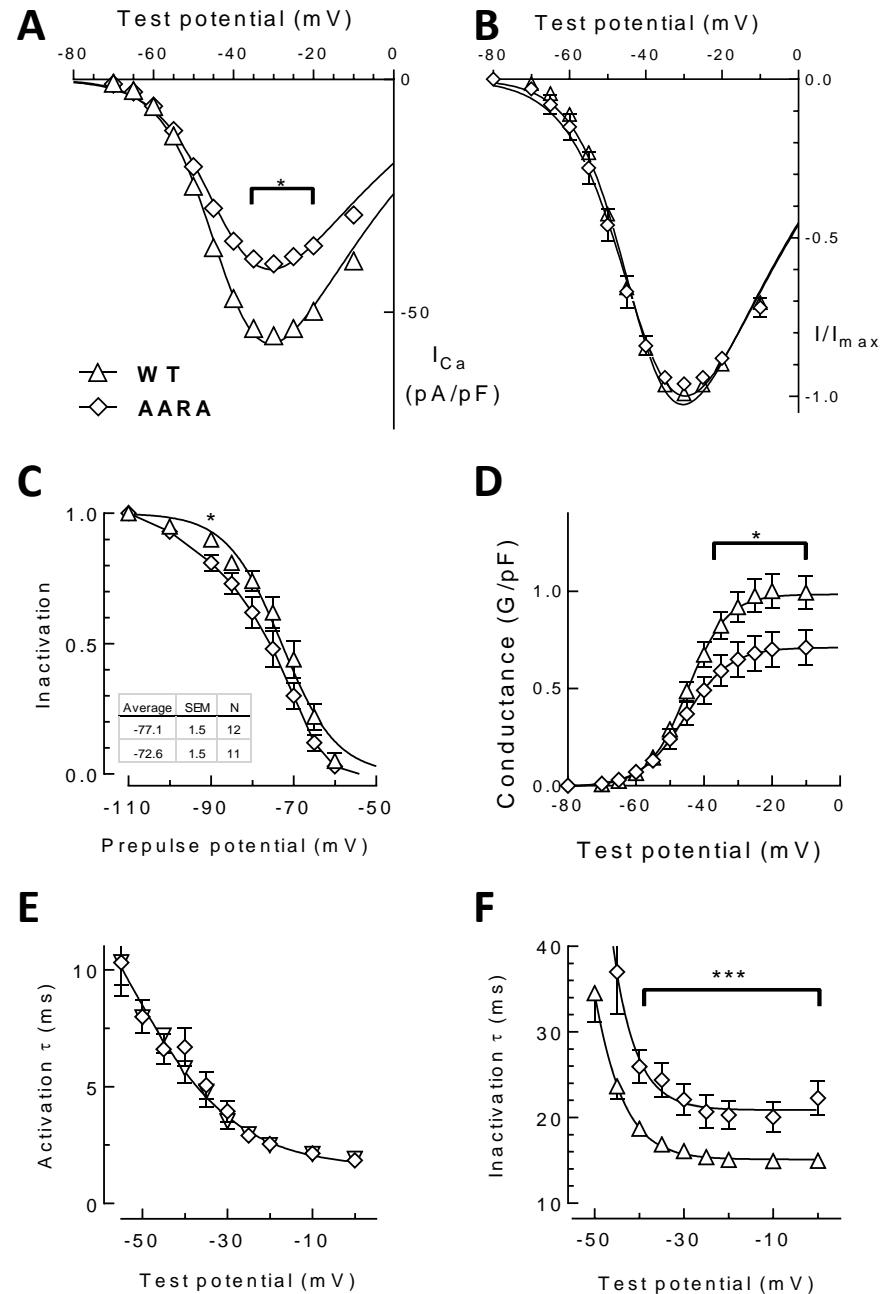 A
Test potential (mV)
-80 -60 -40 -20 0
0
-50
*
I_Ca
(pA/pF)
WT
AARA
B
Test potential (mV)
-80 -60 -40 -20 0
0.0
-0.5
I/I_max
-1.0
C
Inactivation
1.0
0.5
0.0
*
Average SEM N
-77.1 1.5 12
-72.6 1.5 11
-110 -90 -70 -50
Prepulse potential (mV)
D
Conductance (G/pF)
1.0
0.5
0.0
*
-80 -60 -40 -20 0
Test potential (mV)
E
Activation τ (ms)
10
5
0
-50 -30 -10
Test potential (mV)
F
Inactivation τ (ms)
40
30
20
10
***
-50 -30 -10
Test potential (mV)